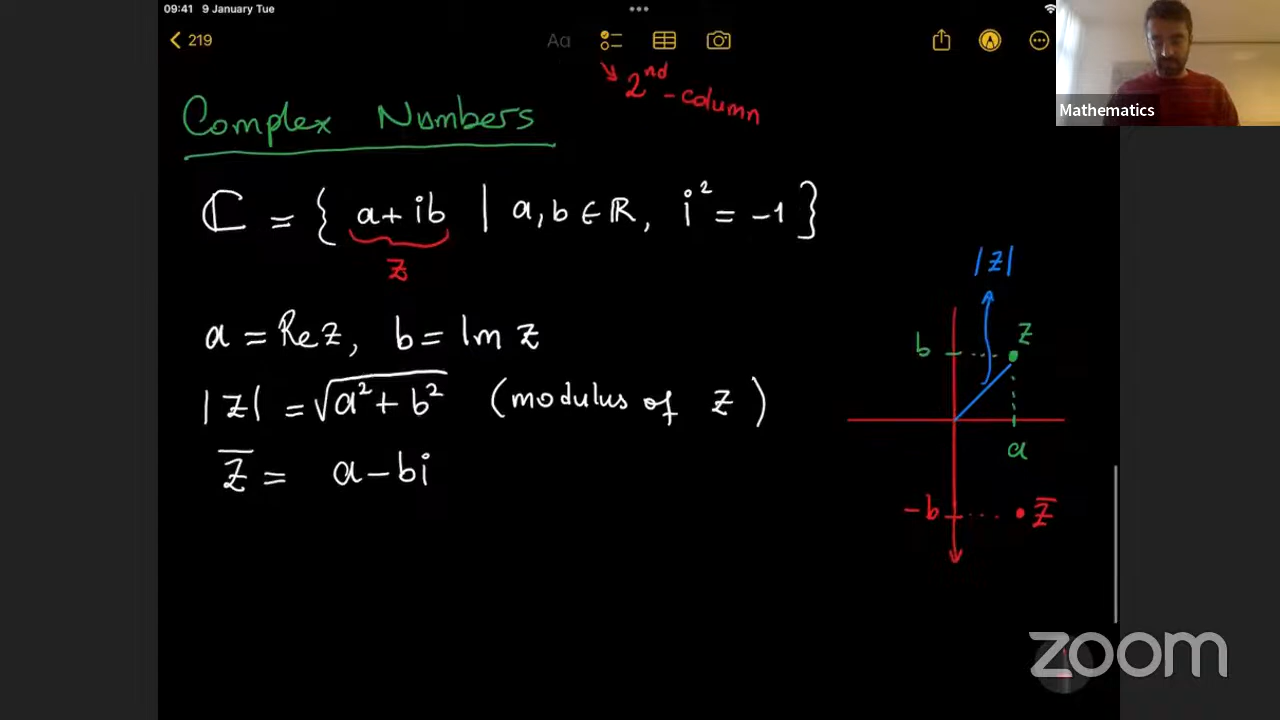 09:41 9 January Tue
219
Aa
2nd-column
Mathematics
Complex Numbers
ℂ = { a+ib | a,b ∈ ℝ, i² = -1 }
z
a = Re z, b = Im z
|z| = √(a² + b²) (modulus of z)
z̅ = a - bi
|z|
b
z
a
-b
z̅
zoom